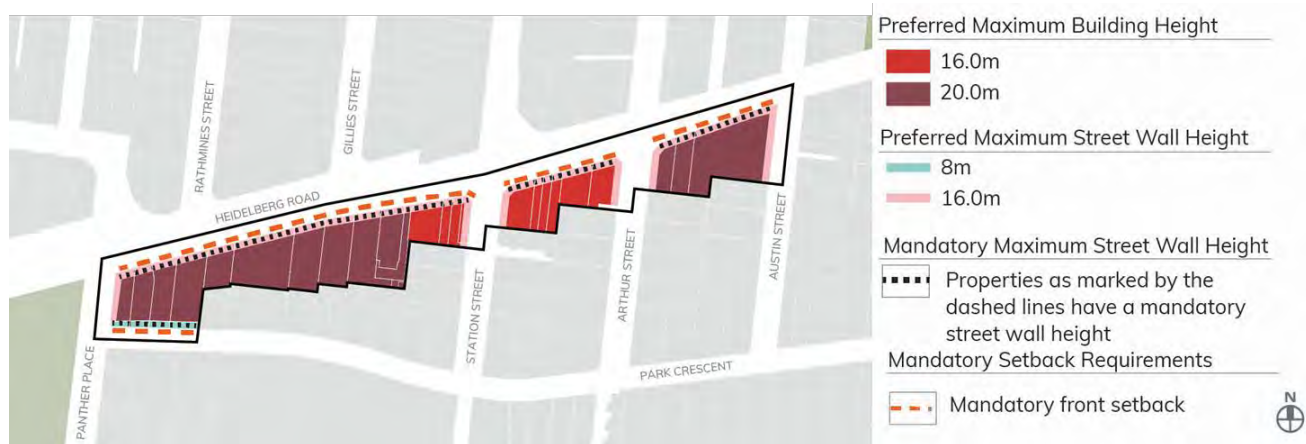 RATHMINES STREET
GILLIES STREET
HEIDELBERG ROAD
STATION STREET
ARTHUR STREET
AUSTIN STREET
PANTHER PLACE
PARK CRESCENT
Preferred Maximum Building Height
16.0m
20.0m
Preferred Maximum Street Wall Height
8m
16.0m
Mandatory Maximum Street Wall Height
Properties as marked by the
dashed lines have a mandatory
street wall height
Mandatory Setback Requirements
Mandatory front setback
N